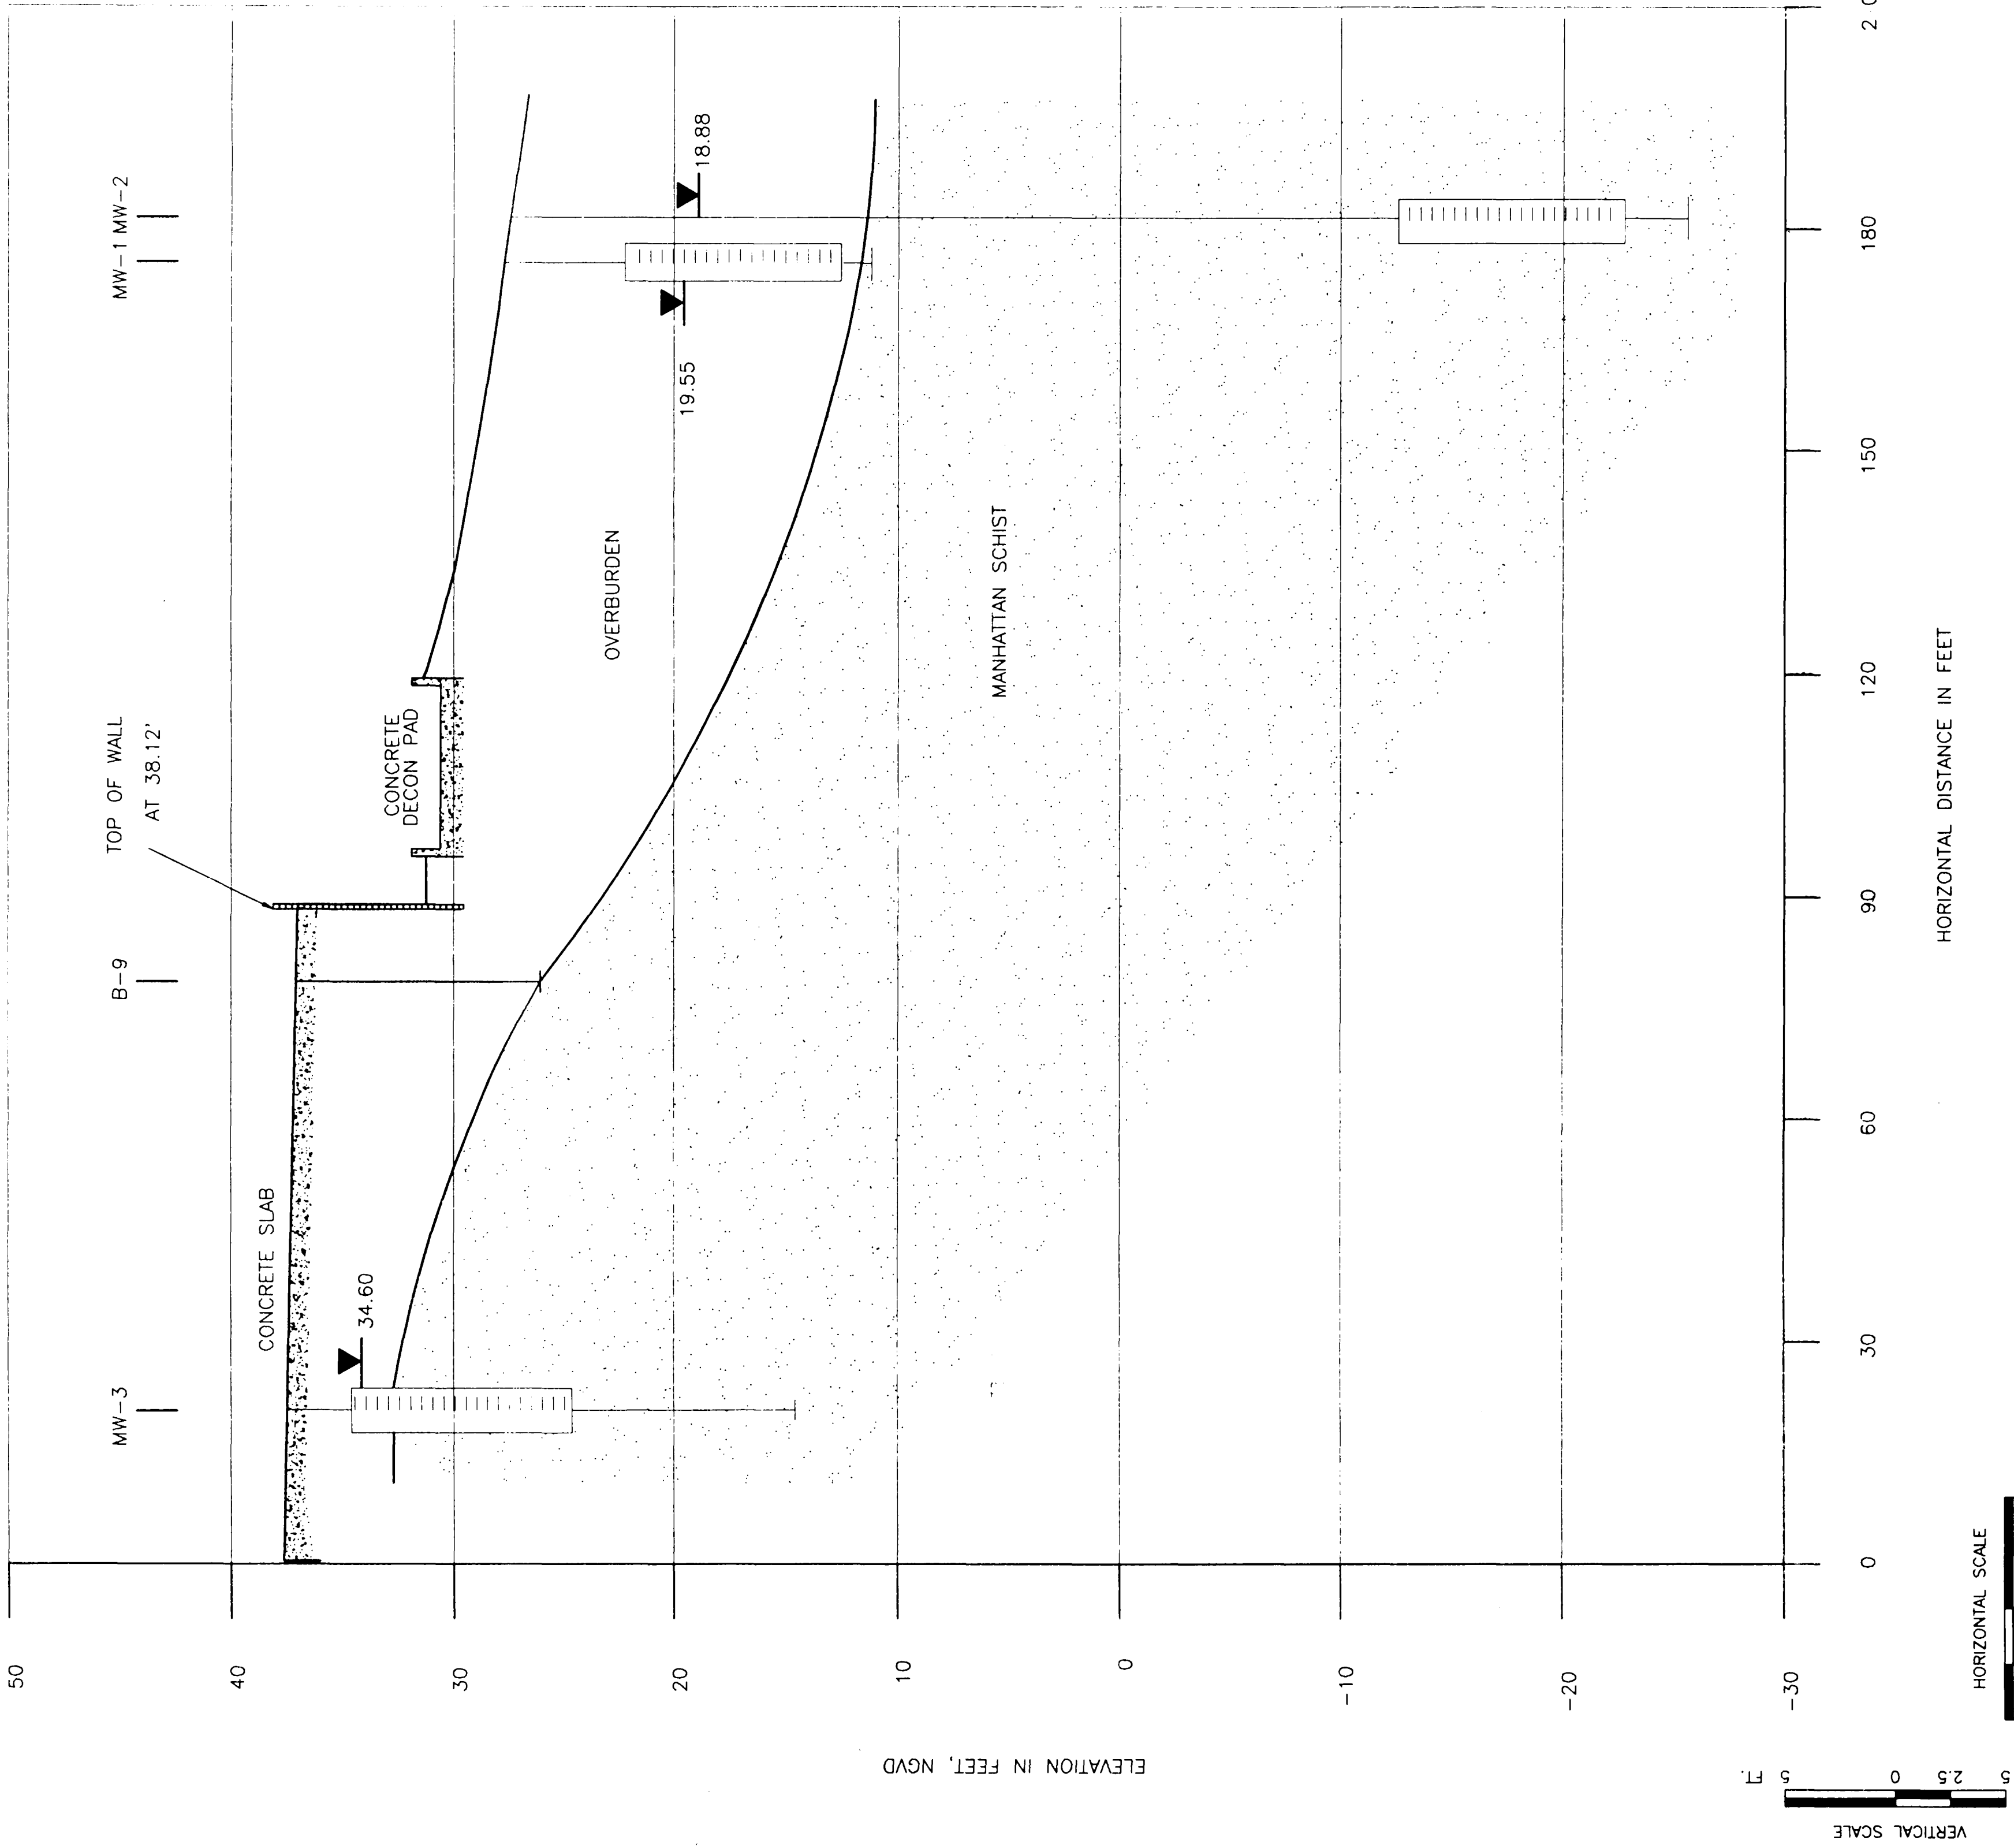 MW-3
B-9
TOP OF WALL
AT 38.12'
MW-1 MW-2
CONCRETE SLAB
CONCRETE
DECON PAD
34.60
OVERBURDEN
19.55
18.88
MANHATTAN SCHIST
50
40
30
20
10
0
-10
-20
-30
ELEVATION IN FEET, NGVD
0
30
60
90
120
150
180
HORIZONTAL DISTANCE IN FEET
HORIZONTAL SCALE
VERTICAL SCALE
5
2.5
0
5 FT.